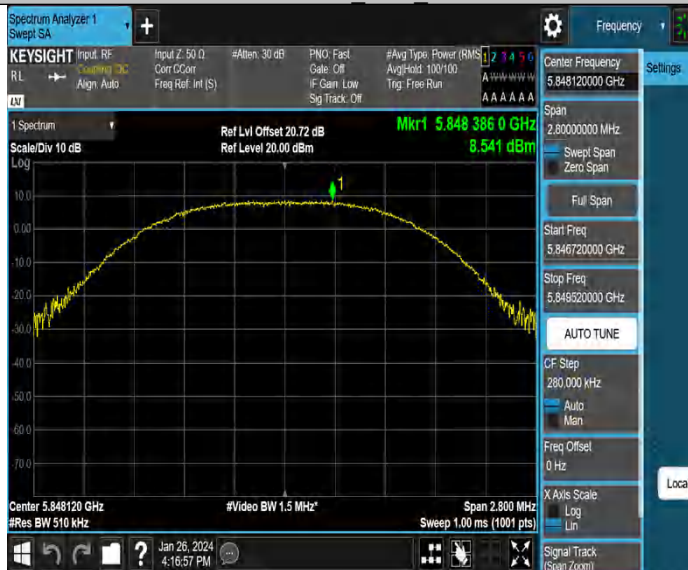 Spectrum Analyzer 1
Swept SA
+
Frequency
KEYSIGHT
Input: RF
Coupling: DC
Align: Auto
Input Z: 50 Ω
Corr CCorr
Freq Ref: Int (S)
#Atten: 30 dB
PNO: Fast
Gate: Off
IF Gain: Low
Sig Track: Off
#Avg Type: Power (RMS)
Avg|Hold: 100/100
Trig: Free Run
1 2 3 4 5 6
A W W W W W
A A A A A A
RL
LXI
Center Frequency
5.848120000 GHz
Settings
Span
2.80000000 MHz
Swept Span
Zero Span
Full Span
Start Freq
5.846720000 GHz
Stop Freq
5.849520000 GHz
AUTO TUNE
CF Step
280.000 kHz
Auto
Man
Freq Offset
0 Hz
X Axis Scale
Log
Lin
Signal Track
(Span Zoom)
Loca
1 Spectrum
Scale/Div 10 dB
Log
Ref Lvl Offset 20.72 dB
Ref Level 20.00 dBm
Mkr1 5.848 386 0 GHz
8.541 dBm
1
10.0
0.00
-10.0
-20.0
-30.0
-40.0
-50.0
-60.0
-70.0
Center 5.848120 GHz
#Res BW 510 kHz
#Video BW 1.5 MHz*
Span 2.800 MHz
Sweep 1.00 ms (1001 pts)
?
Jan 26, 2024
4:16:57 PM